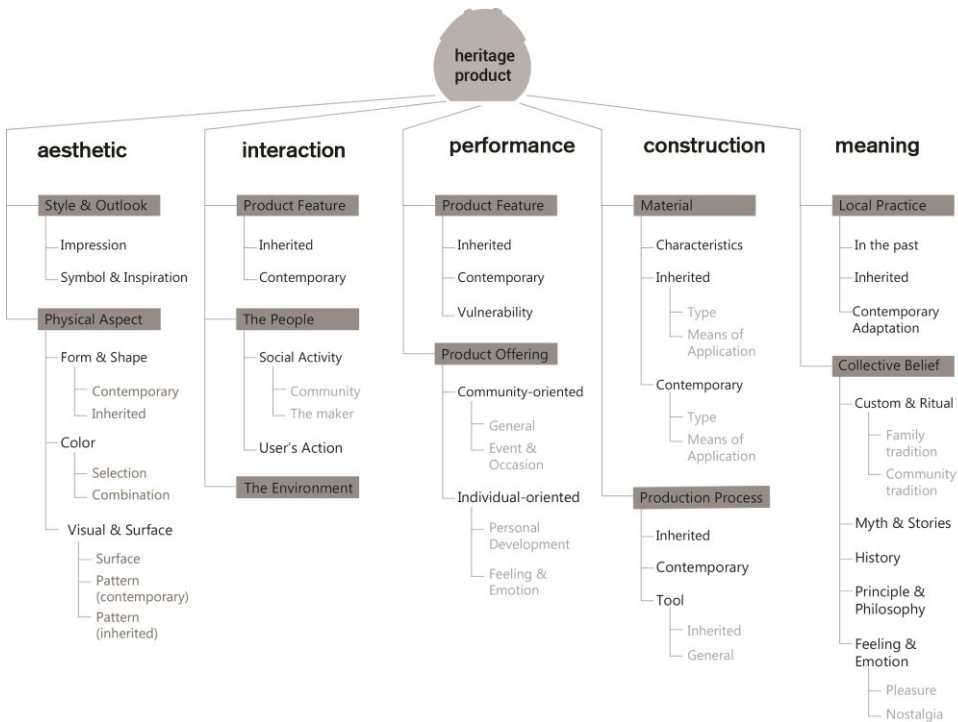 heritage
product
aesthetic
Style & Outlook
Impression
Symbol & Inspiration
Physical Aspect
Form & Shape
Contemporary
Inherited
Color
Selection
Combination
Visual & Surface
Surface
Pattern
(contemporary)
Pattern
(inherited)
interaction
Product Feature
Inherited
Contemporary
The People
Social Activity
Community
The maker
User's Action
The Environment
performance
Product Feature
Inherited
Contemporary
Vulnerability
Product Offering
Community-oriented
General
Event &
Occasion
Individual-oriented
Personal
Development
Feeling &
Emotion
construction
Material
Characteristics
Inherited
Type
Means of
Application
Contemporary
Type
Means of
Application
Production Process
Inherited
Contemporary
Tool
Inherited
General
meaning
Local Practice
In the past
Inherited
Contemporary
Adaptation
Collective Belief
Custom & Ritual
Family
tradition
Community
tradition
Myth & Stories
History
Principle &
Philosophy
Feeling &
Emotion
Pleasure
Nostalgia